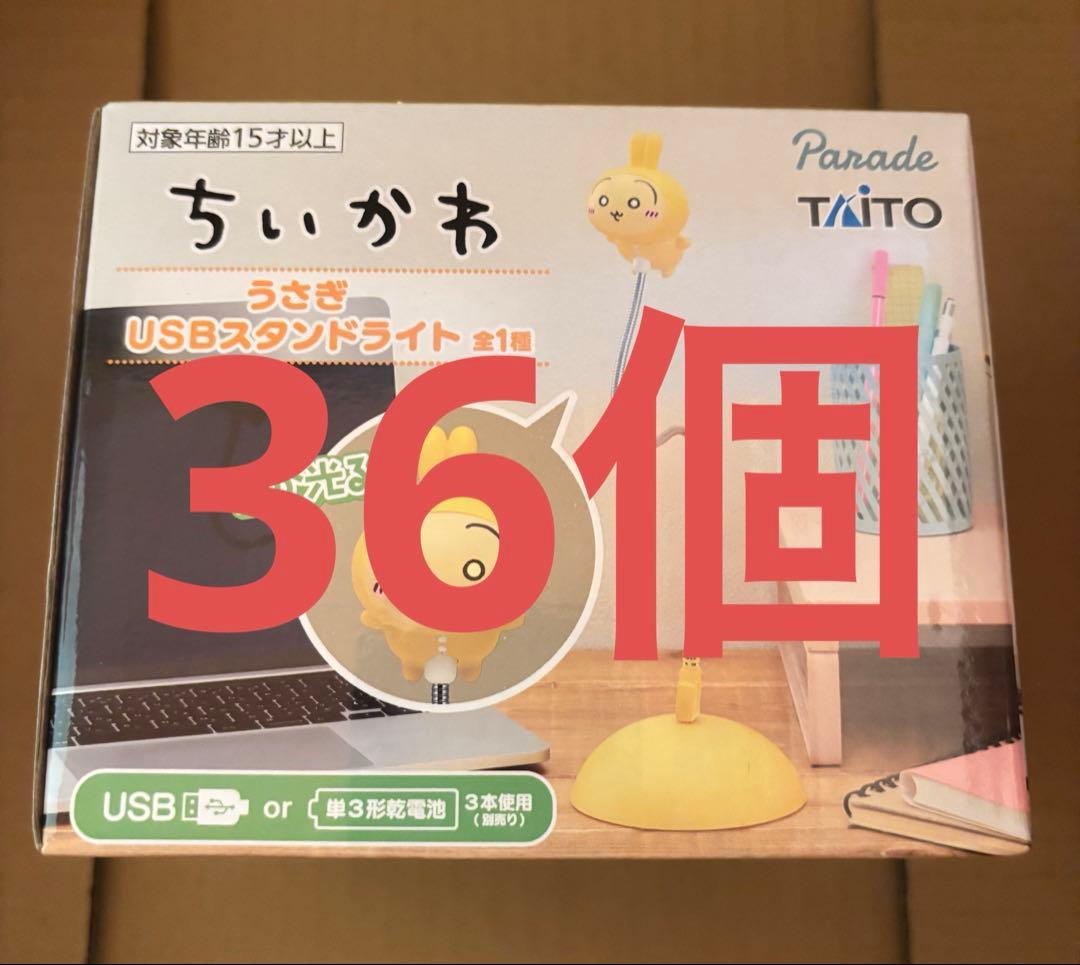 対象年齢15才以上
Parade
TAITO
ちいかわ
うさぎ
USBスタンドライト 全1種
光る
36個
USB or 単3形乾電池 3本使用
(別売り)